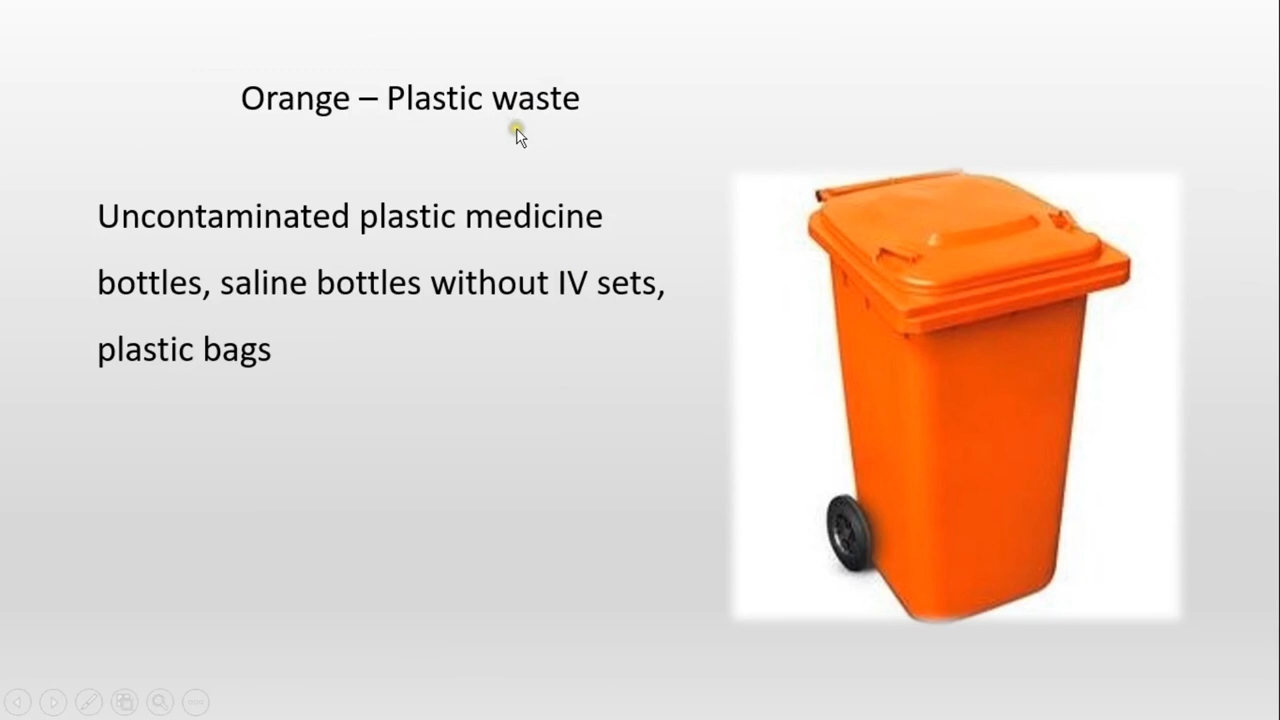 Orange – Plastic waste
Uncontaminated plastic medicine
bottles, saline bottles without IV sets,
plastic bags